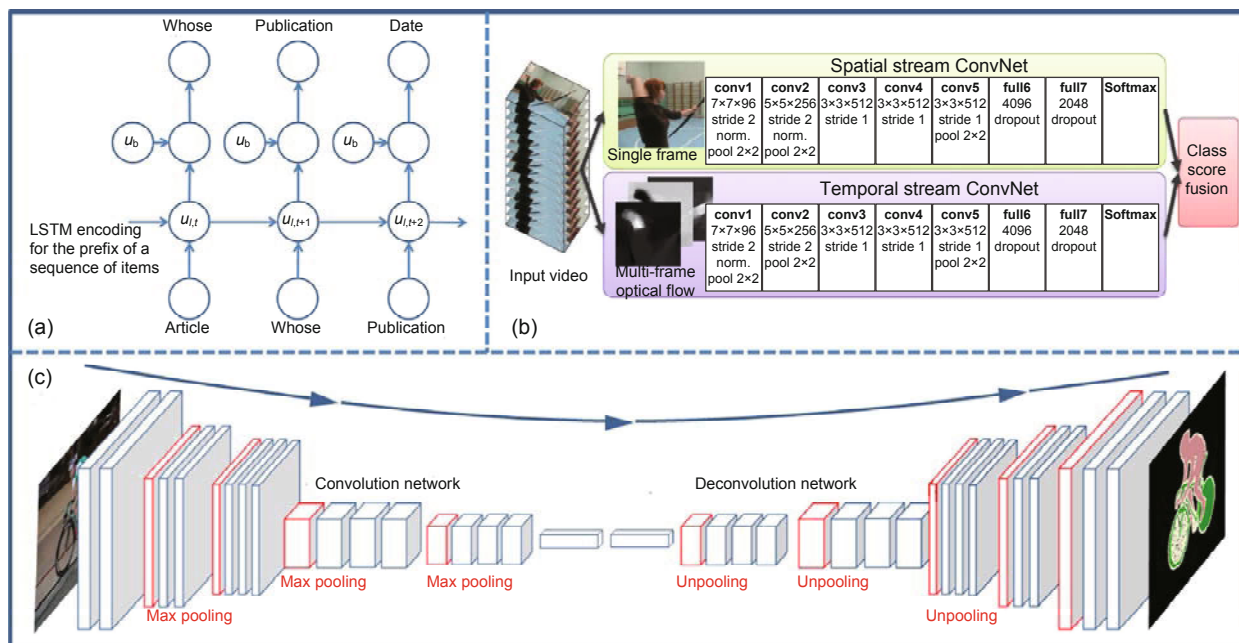 Whose Publication Date
u_b u_b u_b
LSTM encoding
for the prefix of a
sequence of items
u_l,t u_l,t+1 u_l,t+2
Article Whose Publication
(a)
Input video
Spatial stream ConvNet
Single frame
conv1
7×7×96
stride 2
norm.
pool 2×2
conv2
5×5×256
stride 2
norm.
pool 2×2
conv3
3×3×512
stride 1
conv4
3×3×512
stride 1
conv5
3×3×512
stride 1
pool 2×2
full6
4096
dropout
full7
2048
dropout
Softmax
Temporal stream ConvNet
Multi-frame
optical flow
conv1
7×7×96
stride 2
norm.
pool 2×2
conv2
5×5×256
stride 2
pool 2×2
conv3
3×3×512
stride 1
conv4
3×3×512
stride 1
conv5
3×3×512
stride 1
pool 2×2
full6
4096
dropout
full7
2048
dropout
Softmax
Class
score
fusion
(b)
(c)
Convolution network
Deconvolution network
Max pooling
Max pooling
Max pooling
Unpooling
Unpooling
Unpooling